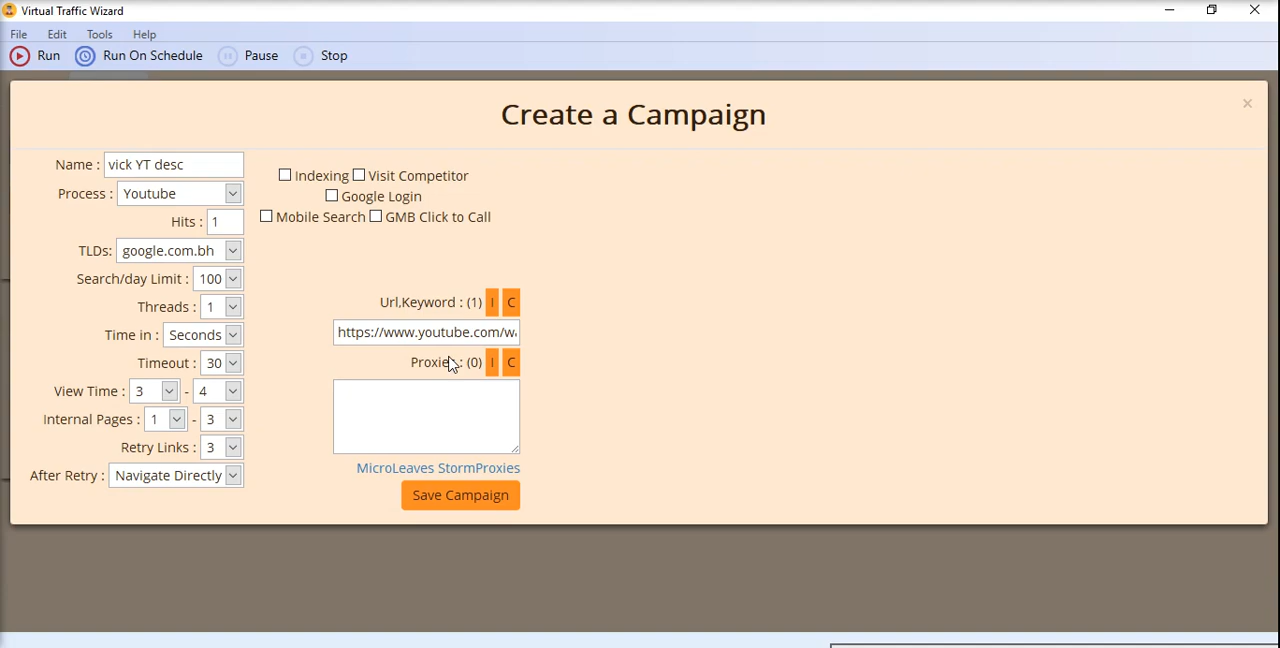 Virtual Traffic Wizard
File Edit Tools Help
Run Run On Schedule Pause Stop
Create a Campaign
×
Name : vick YT desc
Process : Youtube
Hits : 1
TLDs: google.com.bh
Search/day Limit : 100
Threads : 1
Time in : Seconds
Timeout : 30
View Time : 3 - 4
Internal Pages : 1 - 3
Retry Links : 3
After Retry : Navigate Directly
Indexing Visit Competitor
Google Login
Mobile Search GMB Click to Call
Url,Keyword : (1) I C
https://www.youtube.com/w
: (0) I C
MicroLeaves StormProxies
Save Campaign